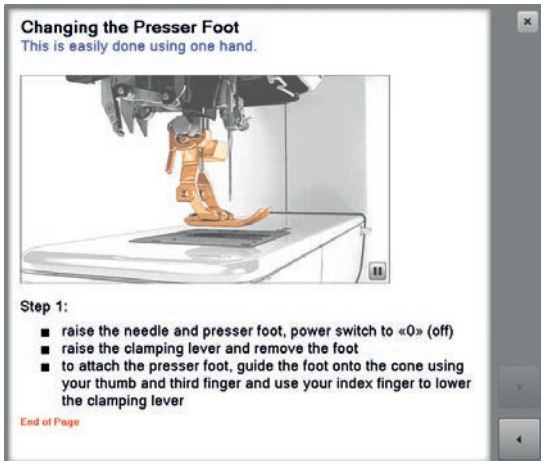 Changing the Presser Foot
This is easily done using one hand.
Step 1:
■ raise the needle and presser foot, power switch to «0» (off)
■ raise the clamping lever and remove the foot
■ to attach the presser foot, guide the foot onto the cone using
your thumb and third finger and use your index finger to lower
the clamping lever
End of Page